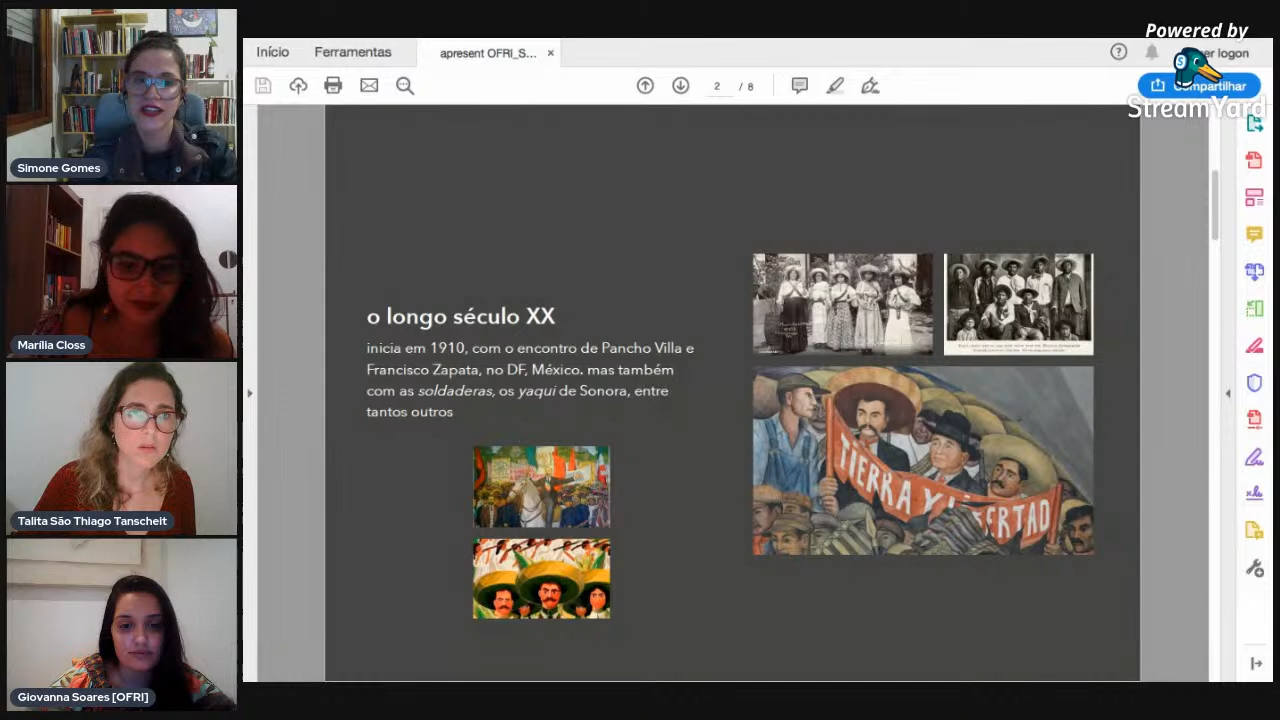 Simone Gomes
Marília Closs
Talita São Thiago Tanscheit
Giovanna Soares [OFRI]
Início
Ferramentas
apresent OFRI_S...
×
Powered by
logon
2 / 8
Compartilhar
StreamYard
o longo século XX
inicia em 1910, com o encontro de Pancho Villa e
Francisco Zapata, no DF, México. mas também
com as soldaderas, os yaqui de Sonora, entre
tantos outros
TIERRA Y